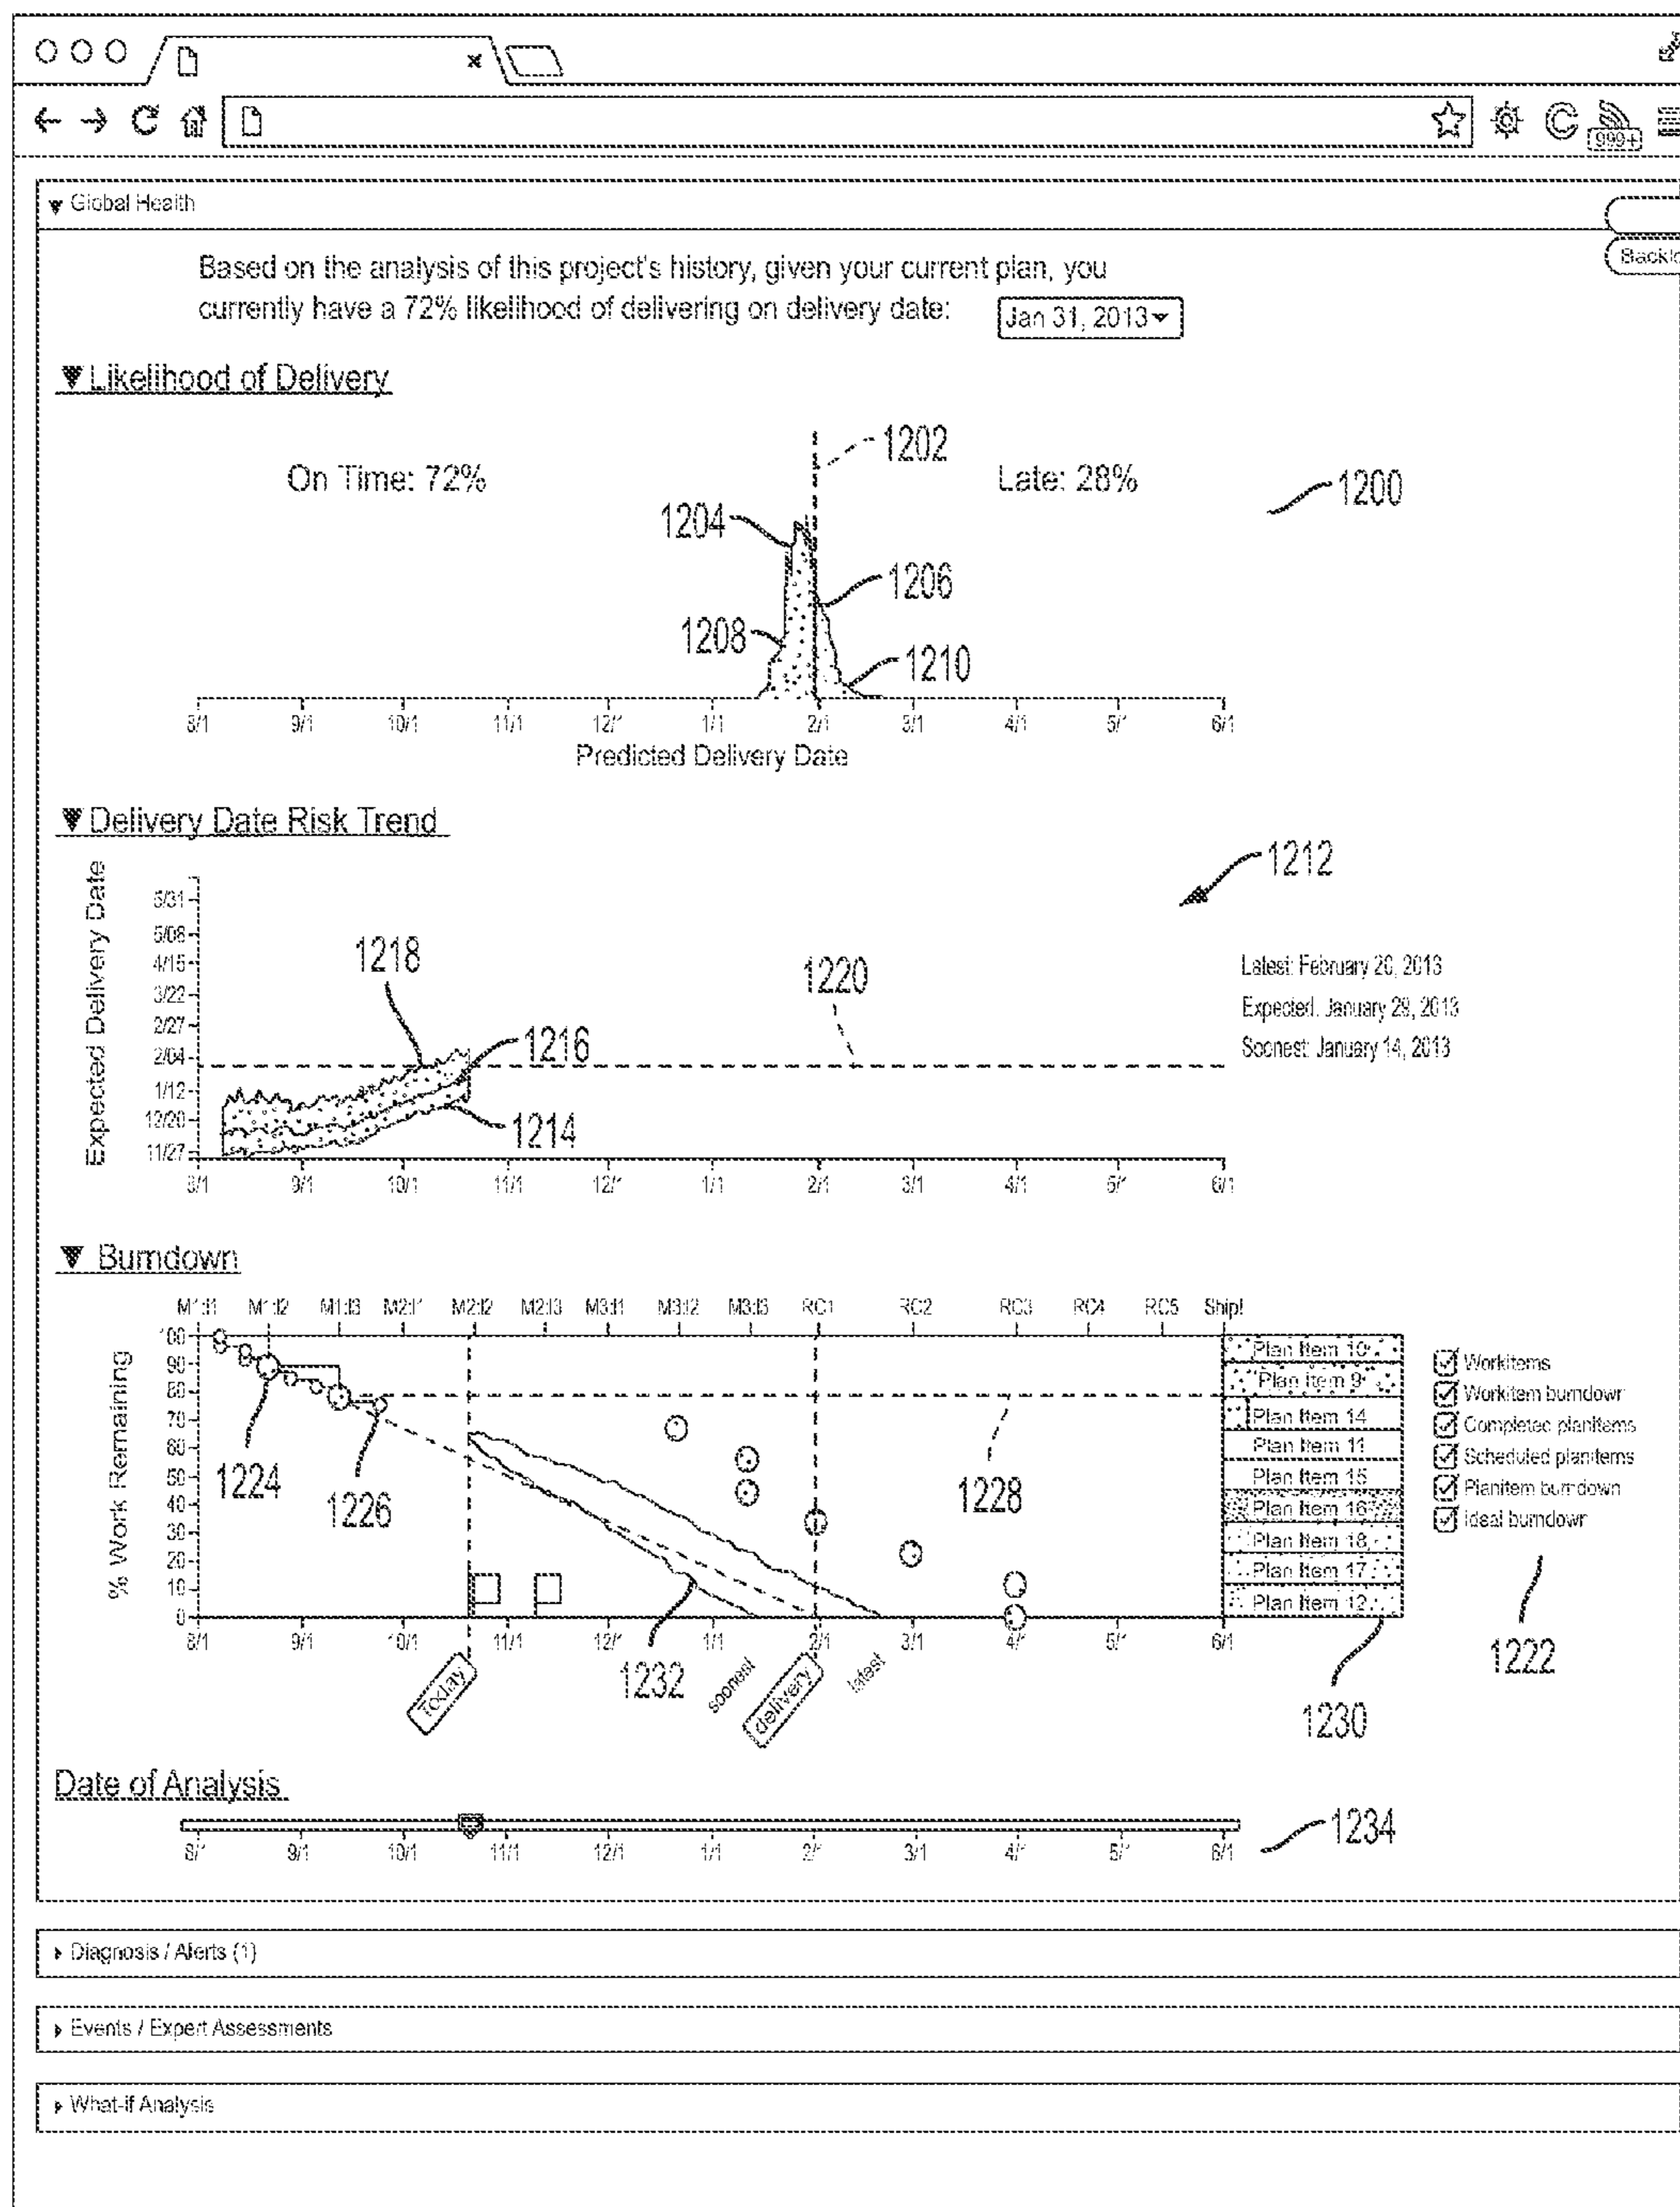 999+
Global Health
Based on the analysis of this project's history, given your current plan, you
currently have a 72% likelihood of delivering on delivery date: Jan 31, 2013
Likelihood of Delivery
On Time: 72%
1202
Late: 28%
1200
1204
1206
1208
1210
8/1 9/1 10/1 11/1 12/1 1/1 2/1 3/1 4/1 5/1 6/1
Predicted Delivery Date
Delivery Date Risk Trend
Expected Delivery Date
5/31
5/08
4/15
3/22
2/27
2/04
1/12
12/20
11/27
1212
1218
1220
1216
1214
Latest: February 20, 2013
Expected: January 29, 2013
Soonest: January 14, 2013
8/1 9/1 10/1 11/1 12/1 1/1 2/1 3/1 4/1 5/1 6/1
Burndown
M1:I1 M1:I2 M1:I3 M2:I1 M2:I2 M2:I3 M3:I1 M3:I2 M3:I3 RC1 RC2 RC3 RC4 RC5 Ship!
% Work Remaining
100
90
80
70
60
50
40
30
20
10
0
1224
1226
1228
Plan Item 10
Plan Item 9
Plan Item 14
Plan Item 11
Plan Item 15
Plan Item 16
Plan Item 18
Plan Item 17
Plan Item 12
Workitems
Workitem burndown
Completed planitems
Scheduled planitems
Planitem burndown
Ideal burndown
8/1 9/1 10/1 11/1 12/1 1/1 2/1 3/1 4/1 5/1 6/1
Today
1232
soonest
delivery
latest
1230
1222
Date of Analysis
8/1 9/1 10/1 11/1 12/1 1/1 2/1 3/1 4/1 5/1 6/1
1234
Diagnosis / Alerts (1)
Events / Expert Assessments
What-if Analysis